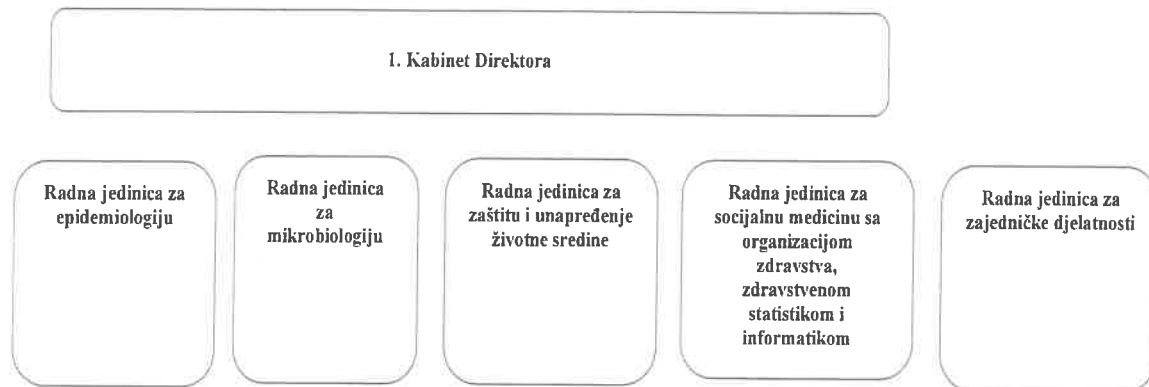 1. Kabinet Direktora
Radna jedinica za
epidemiologiju
Radna jedinica
za
mikrobiologiju
Radna jedinica za
zaštitu i unapređenje
životne sredine
Radna jedinica za
socijalnu medicinu sa
organizacijom
zdravstva,
zdravstvenom
statistikom i
informatikom
Radna jedinica za
zajedničke djelatnosti